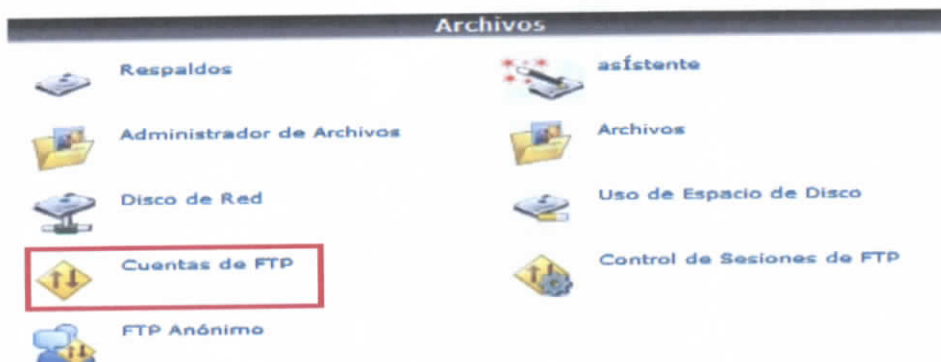 Archivos
Respaldos
asÍstente
Administrador de Archivos
Archivos
Disco de Red
Uso de Espacio de Disco
Cuentas de FTP
Control de Sesiones de FTP
FTP Anónimo